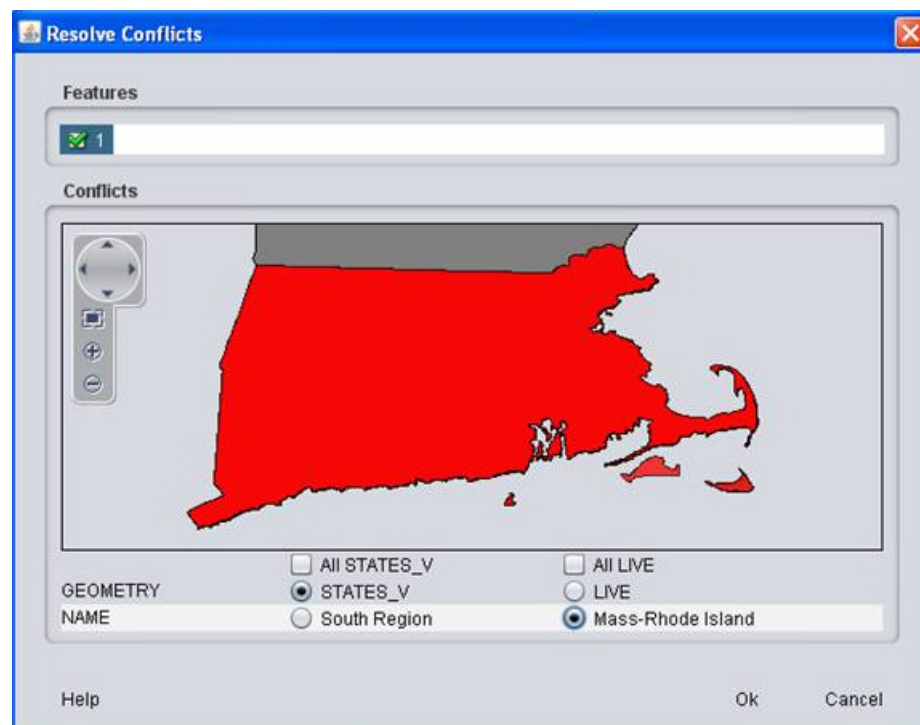 Resolve Conflicts
Features
1
Conflicts
All STATES_V All LIVE
GEOMETRY STATES_V LIVE
NAME South Region Mass-Rhode Island
Help Ok Cancel